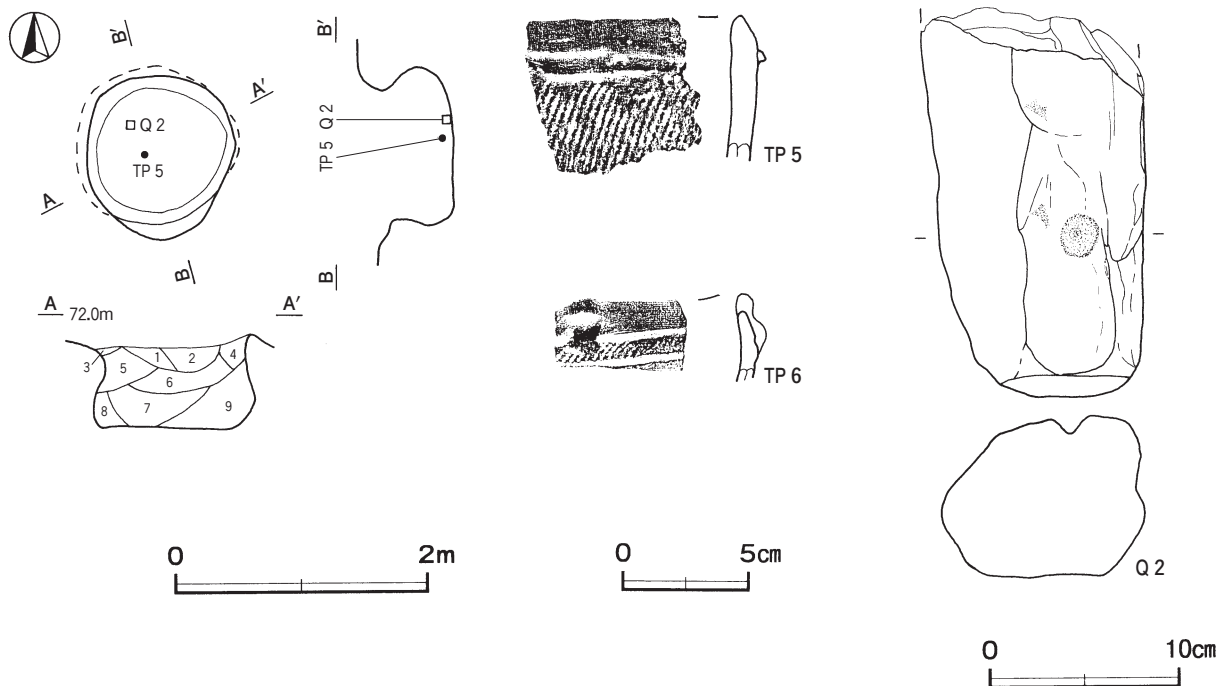 B′
A′
Q 2
TP 5
A
B
B′
Q 2
TP 5
B
A 72.0m A′
3 5 1 2 4
6
8 7 9
0 2m
TP 5
TP 6
0 5cm
Q 2
0 10cm